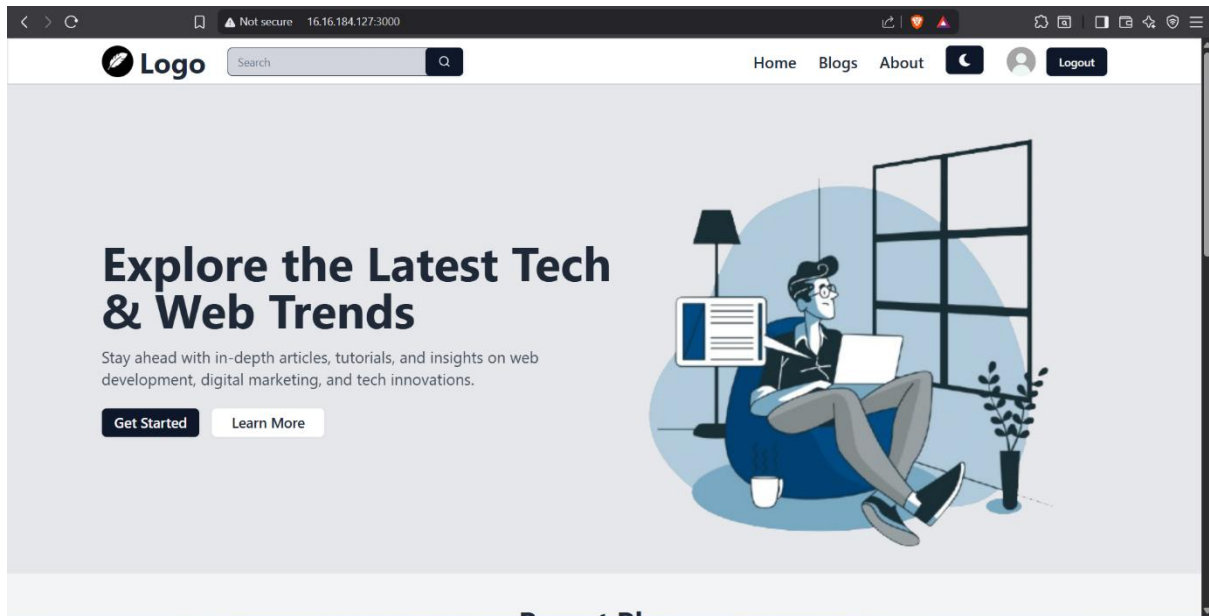 Not secure 16.16.184.127:3000
Logo
Search
Home Blogs About Logout
Explore the Latest Tech
& Web Trends
Stay ahead with in-depth articles, tutorials, and insights on web
development, digital marketing, and tech innovations.
Get Started Learn More